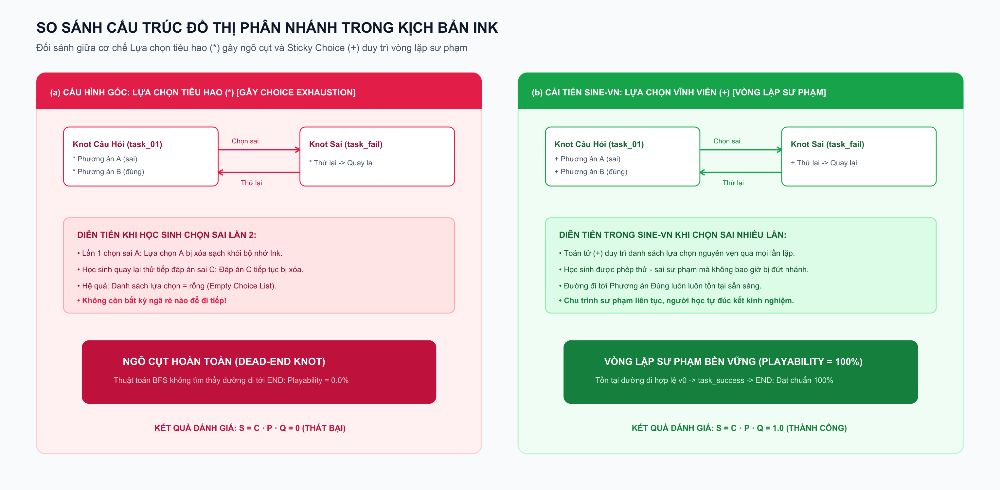 SO SÁNH CẤU TRÚC ĐỒ THỊ PHÂN NHÁNH TRONG KỊCH BẢN INK
Đối sánh giữa cơ chế Lựa chọn tiêu hao (*) gây ngõ cụt và Sticky Choice (+) duy trì vòng lặp sư phạm
(a) CẤU HÌNH GỐC: LỰA CHỌN TIÊU HAO (*) [GÂY CHOICE EXHAUSTION]
Knot Câu Hỏi (task_01)
* Phương án A (sai)
* Phương án B (đúng)
Chọn sai
Thử lại
Knot Sai (task_fail)
* Thử lại -> Quay lại
DIỄN TIẾN KHI HỌC SINH CHỌN SAI LẦN 2:
• Lần 1 chọn sai A: Lựa chọn A bị xóa sạch khỏi bộ nhớ Ink.
• Học sinh quay lại thử tiếp đáp án sai C: Đáp án C tiếp tục bị xóa.
• Hệ quả: Danh sách lựa chọn = rỗng (Empty Choice List).
• Không còn bất kỳ ngã rẽ nào để đi tiếp!
NGÕ CỤT HOÀN TOÀN (DEAD-END KNOT)
Thuật toán BFS không tìm thấy đường đi tới END: Playability = 0.0%
KẾT QUẢ ĐÁNH GIÁ: S = C · P · Q = 0 (THẤT BẠI)
(b) CẢI TIẾN SINE-VN: LỰA CHỌN VĨNH VIỄN (+) [VÒNG LẶP SƯ PHẠM]
Knot Câu Hỏi (task_01)
+ Phương án A (sai)
+ Phương án B (đúng)
Chọn sai
Thử lại
Knot Sai (task_fail)
+ Thử lại -> Quay lại
DIỄN TIẾN TRONG SINE-VN KHI CHỌN SAI NHIỀU LẦN:
• Toán tử (+) duy trì danh sách lựa chọn nguyên vẹn qua mọi lần lặp.
• Học sinh được phép thử - sai sư phạm mà không bao giờ bị đứt nhánh.
• Đường đi tới Phương án Đúng luôn luôn tồn tại sẵn sàng.
• Chu trình sư phạm liên tục, người học tự đúc kết kinh nghiệm.
VÒNG LẶP SƯ PHẠM BỀN VỮNG (PLAYABILITY = 100%)
Tồn tại đường đi hợp lệ v0 -> task_success -> END: Đạt chuẩn 100%
KẾT QUẢ ĐÁNH GIÁ: S = C · P · Q = 1.0 (THÀNH CÔNG)